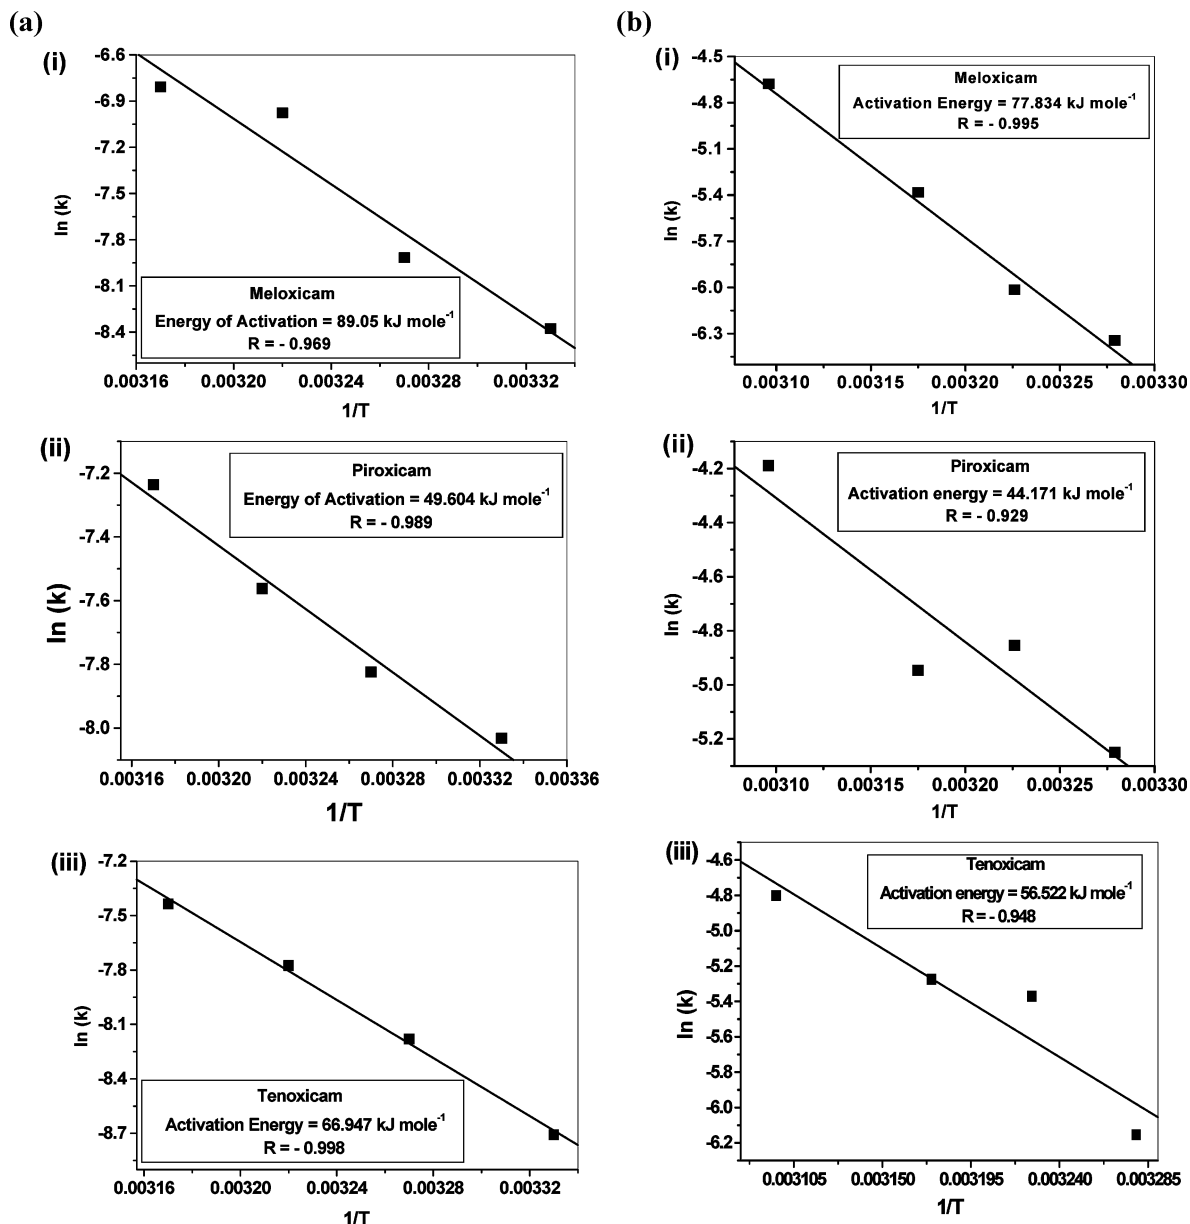 (a)
(i)
-6.6
-6.9
-7.2
-7.5
-7.8
-8.1
-8.4
ln (k)
Meloxicam
Energy of Activation = 89.05 kJ mole⁻¹
R = - 0.969
0.00316 0.00320 0.00324 0.00328 0.00332
1/T
(ii)
-7.2
-7.4
-7.6
-7.8
-8.0
ln (k)
Piroxicam
Energy of Activation = 49.604 kJ mole⁻¹
R = - 0.989
0.00316 0.00320 0.00324 0.00328 0.00332 0.00336
1/T
(iii)
-7.2
-7.5
-7.8
-8.1
-8.4
-8.7
ln (k)
Tenoxicam
Activation Energy = 66.947 kJ mole⁻¹
R = - 0.998
0.00316 0.00320 0.00324 0.00328 0.00332
1/T
(b)
(i)
-4.5
-4.8
-5.1
-5.4
-5.7
-6.0
-6.3
ln (k)
Meloxicam
Activation Energy = 77.834 kJ mole⁻¹
R = - 0.995
0.00310 0.00315 0.00320 0.00325 0.00330
1/T
(ii)
-4.2
-4.4
-4.6
-4.8
-5.0
-5.2
ln (k)
Piroxicam
Activation energy = 44.171 kJ mole⁻¹
R = - 0.929
0.00310 0.00315 0.00320 0.00325 0.00330
1/T
(iii)
-4.6
-4.8
-5.0
-5.2
-5.4
-5.6
-5.8
-6.0
-6.2
ln (k)
Tenoxicam
Activation energy = 56.522 kJ mole⁻¹
R = - 0.948
0.003105 0.003150 0.003195 0.003240 0.003285
1/T